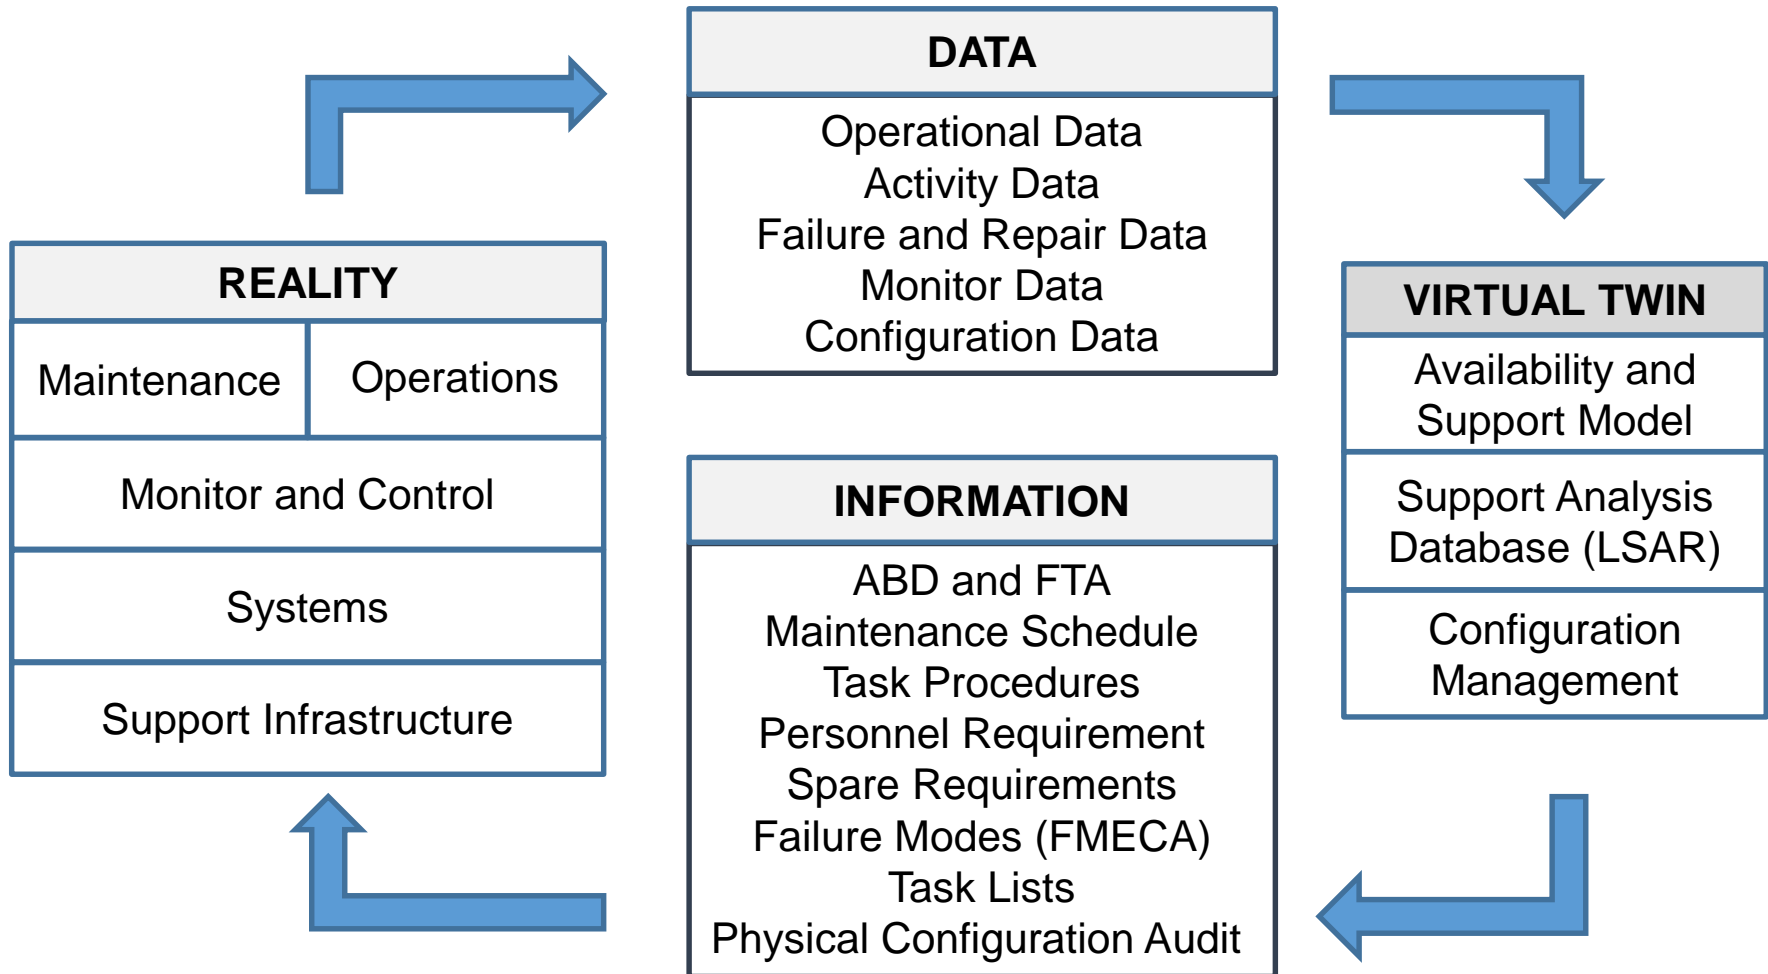 DATA
Operational Data
Activity Data
Failure and Repair Data
Monitor Data
Configuration Data
REALITY
Maintenance
Operations
Monitor and Control
Systems
Support Infrastructure
VIRTUAL TWIN
Availability and
Support Model
Support Analysis
Database (LSAR)
Configuration
Management
INFORMATION
ABD and FTA
Maintenance Schedule
Task Procedures
Personnel Requirement
Spare Requirements
Failure Modes (FMECA)
Task Lists
Physical Configuration Audit